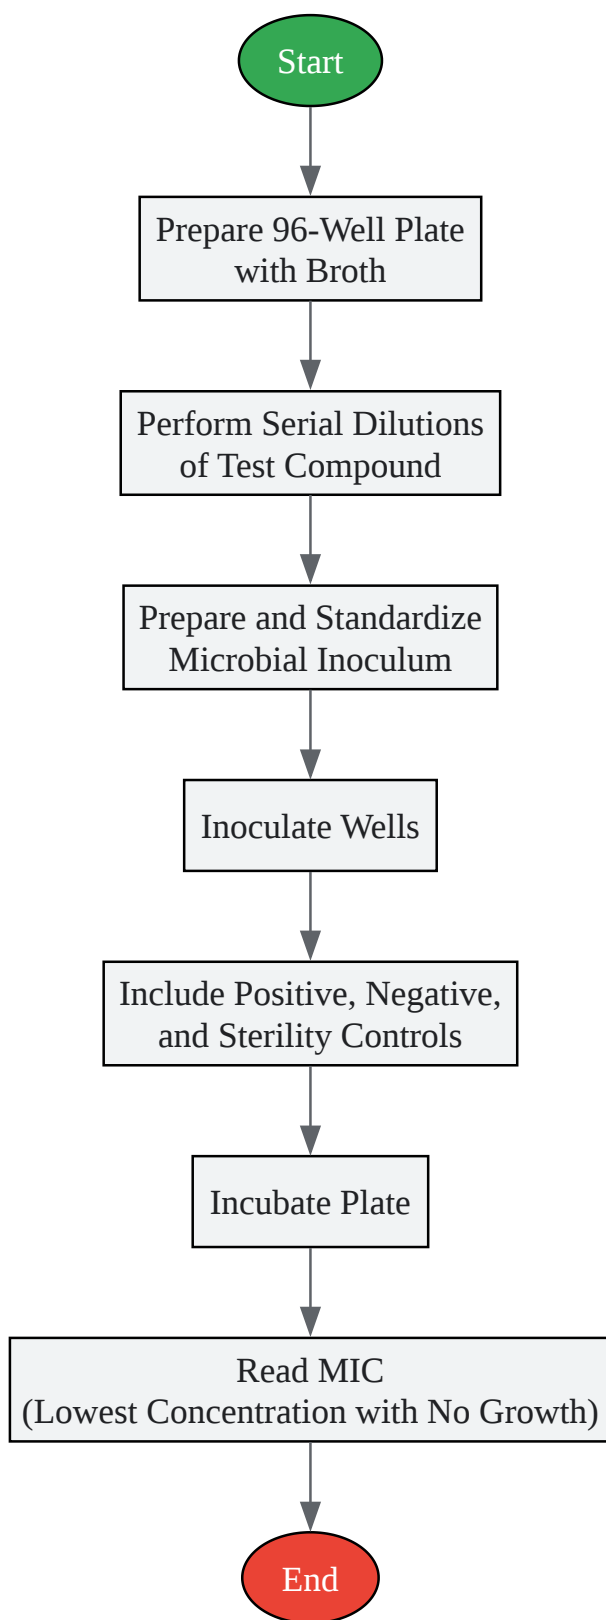 Start
Prepare 96-Well Plate
with Broth
Perform Serial Dilutions
of Test Compound
Prepare and Standardize
Microbial Inoculum
Inoculate Wells
Include Positive, Negative,
and Sterility Controls
Incubate Plate
Read MIC
(Lowest Concentration with No Growth)
End